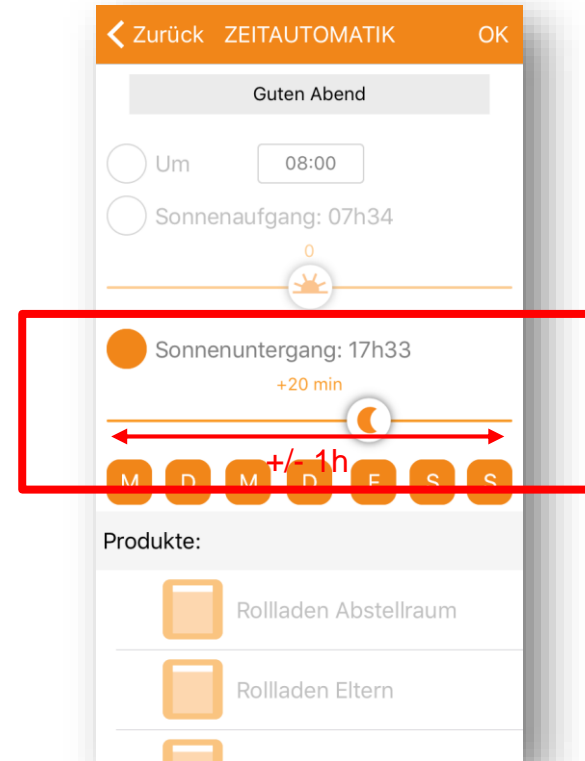 Zurück ZEITAUTOMATIK OK
Guten Abend
Um 08:00
Sonnenaufgang: 07h34
0
Sonnenuntergang: 17h33
+20 min
+/- 1h
M D M D F S S
Produkte:
Rollladen Abstellraum
Rollladen Eltern